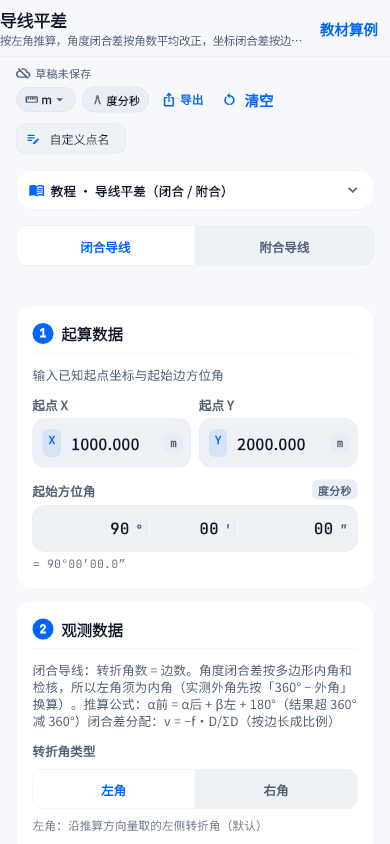 导线平差
按左角推算，角度闭合差按角数平均改正，坐标闭合差按边…
教材算例
草稿未保存
m
度分秒
导出
清空
自定义点名
教程 · 导线平差（闭合 / 附合）
闭合导线
附合导线
1 起算数据
输入已知起点坐标与起始边方位角
起点 X
起点 Y
X 1000.000 m
Y 2000.000 m
起始方位角
度分秒
90 ° 00 ′ 00 ″
= 90°00′00.0″
2 观测数据
闭合导线：转折角数 = 边数。角度闭合差按多边形内角和
检核，所以左角须为内角（实测外角先按「360° − 外角」
换算）。推算公式：α前 = α后 + β左 + 180°（结果超 360°
减 360°）闭合差分配：v = −f · D/ΣD（按边长成比例）
转折角类型
左角
右角
左角：沿推算方向量取的左侧转折角（默认）